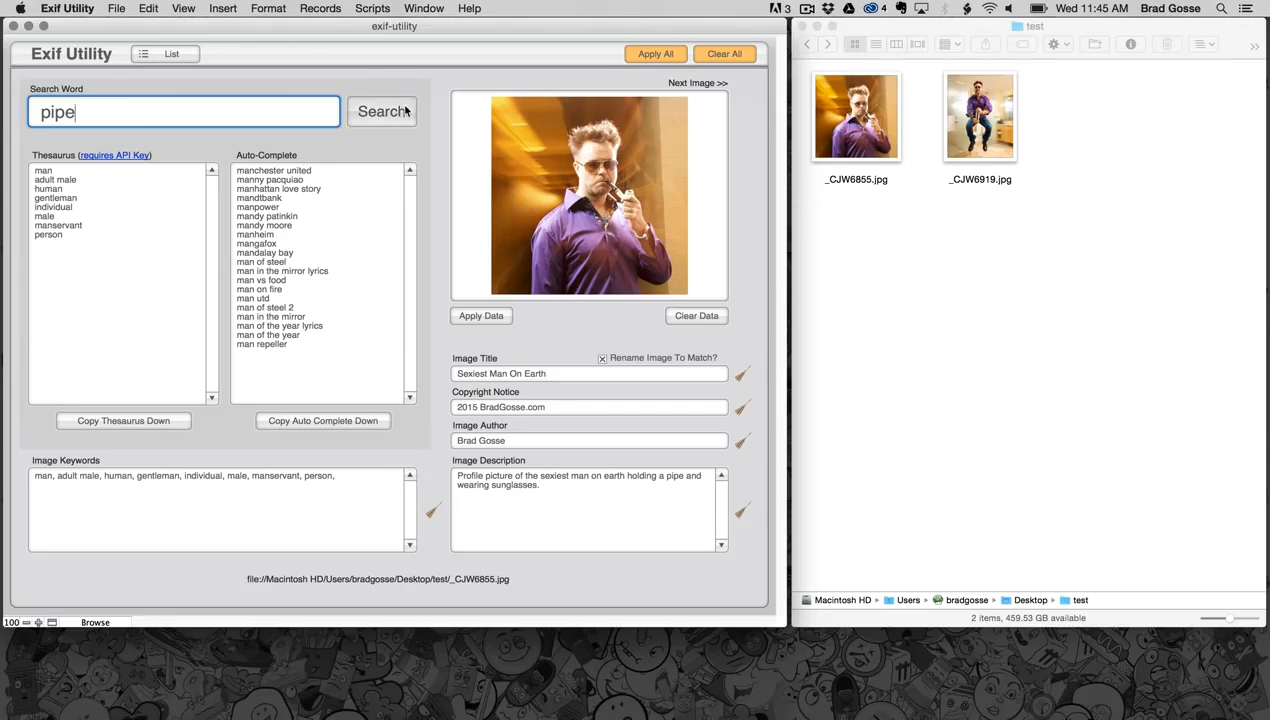 Exif Utility File Edit View Insert Format Records Scripts Window Help
3 4 Wed 11:45 AM Brad Gosse
exif-utility
Exif Utility
List
Apply All
Clear All
Search Word
pipe
Search
Thesaurus (requires API Key)
man
adult male
human
gentleman
individual
male
manservant
person
Copy Thesaurus Down
Auto-Complete
manchester united
manny pacquiao
manhattan love story
mandtbank
manpower
mandy patinkin
mandy moore
manheim
mangafox
mandalay bay
man of steel
man in the mirror lyrics
man vs food
man on fire
man utd
man of steel 2
man in the mirror
man of the year lyrics
man of the year
man repeller
Copy Auto Complete Down
Image Keywords
man, adult male, human, gentleman, individual, male, manservant, person,
Next Image >>
Apply Data
Clear Data
Image Title
Rename Image To Match?
Sexiest Man On Earth
Copyright Notice
2015 BradGosse.com
Image Author
Brad Gosse
Image Description
Profile picture of the sexiest man on earth holding a pipe and
wearing sunglasses.
file://Macintosh HD/Users/bradgosse/Desktop/test/_CJW6855.jpg
100
Browse
test
_CJW6855.jpg
_CJW6919.jpg
Macintosh HD Users bradgosse Desktop test
2 items, 459.53 GB available